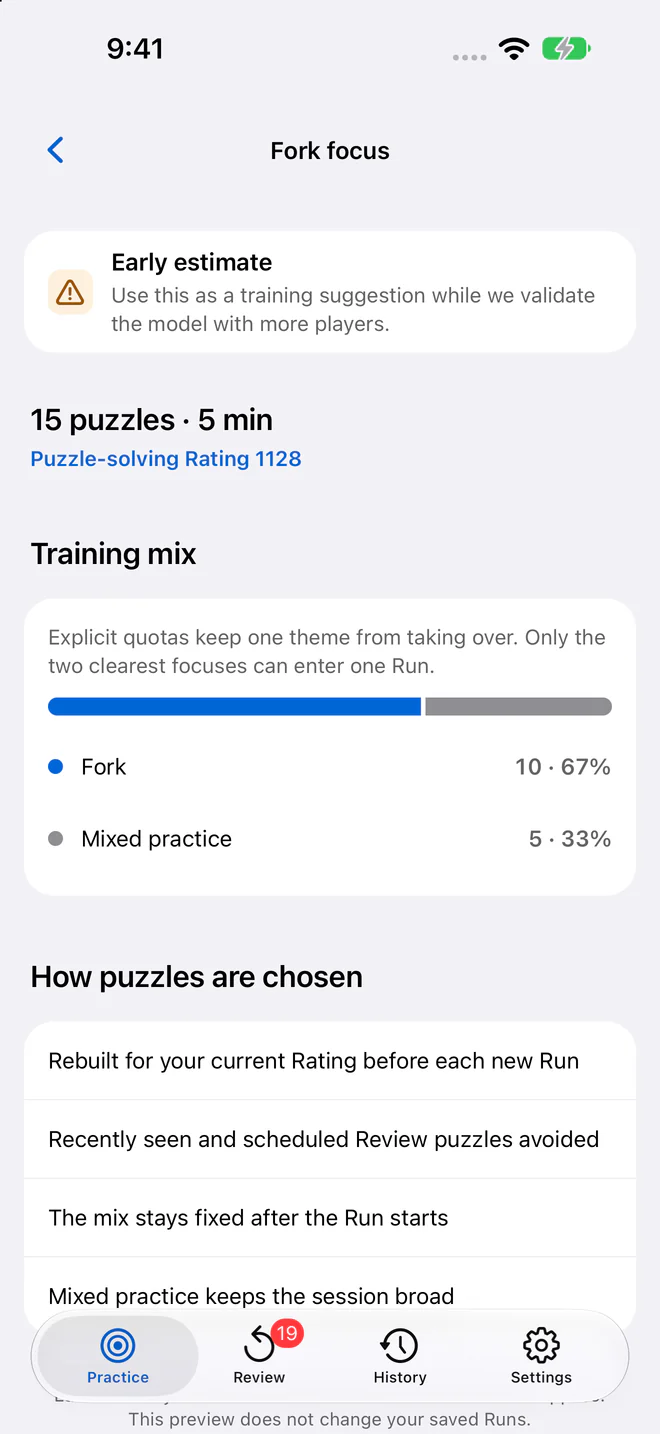 9:41
Fork focus
Early estimate
Use this as a training suggestion while we validate
the model with more players.
15 puzzles · 5 min
Puzzle-solving Rating 1128
Training mix
Explicit quotas keep one theme from taking over. Only the
two clearest focuses can enter one Run.
Fork 10 · 67%
Mixed practice 5 · 33%
How puzzles are chosen
Rebuilt for your current Rating before each new Run
Recently seen and scheduled Review puzzles avoided
The mix stays fixed after the Run starts
Mixed practice keeps the session broad
19
Practice Review History Settings
This preview does not change your saved Runs.